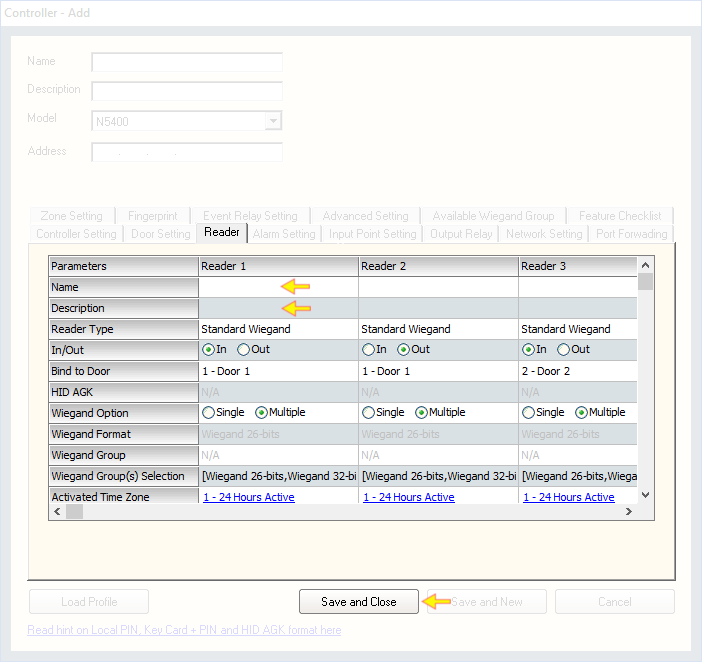 Controller - Add
Name
Description
Model N5400
Address . . .
Zone Setting Fingerprint Event Relay Setting Advanced Setting Available Wiegand Group Feature Checklist
Controller Setting Door Setting Reader Alarm Setting Input Point Setting Output Relay Network Setting Port Forwading
Parameters Reader 1 Reader 2 Reader 3
Name
Description
Reader Type Standard Wiegand Standard Wiegand Standard Wiegand
In/Out In Out In Out In Out
Bind to Door 1 - Door 1 1 - Door 1 2 - Door 2
HID AGK N/A N/A N/A
Wiegand Option Single Multiple Single Multiple Single Multiple
Wiegand Format Wiegand 26-bits Wiegand 26-bits Wiegand 26-bits
Wiegand Group N/A N/A N/A
Wiegand Group(s) Selection [Wiegand 26-bits,Wiegand 32-bi [Wiegand 26-bits,Wiegand 32-bi [Wiegand 26-bits,Wiega
Activated Time Zone 1 - 24 Hours Active 1 - 24 Hours Active 1 - 24 Hours Active
Load Profile Save and Close Save and New Cancel
Read hint on Local PIN, Key Card + PIN and HID AGK format here